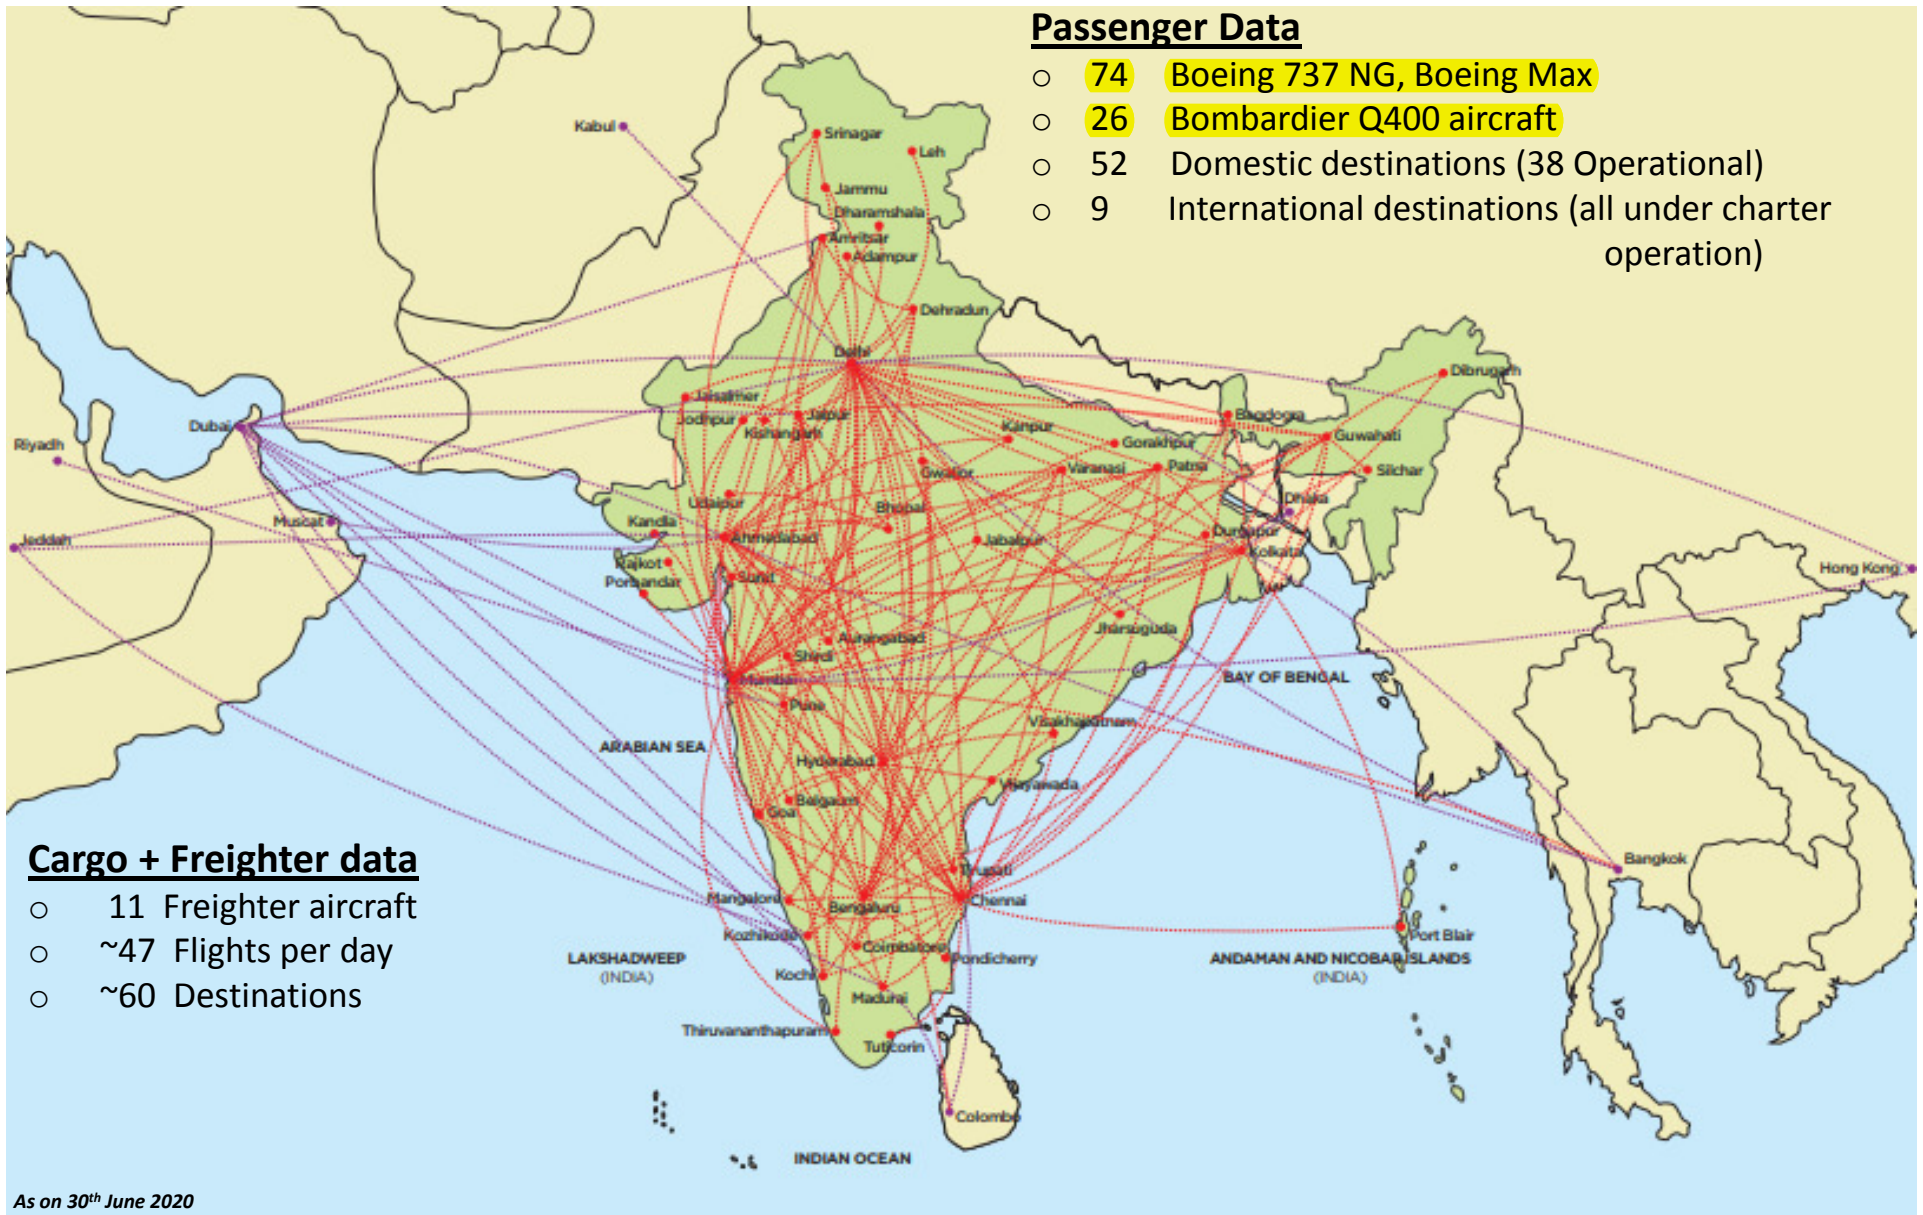 Passenger Data
o 74 Boeing 737 NG, Boeing Max
o 26 Bombardier Q400 aircraft
o 52 Domestic destinations (38 Operational)
o 9 International destinations (all under charter
operation)
Kabul
Srinagar
Leh
Jammu
Dharamshala
Amritsar
Adampur
Dehradun
Delhi
Dibrugarh
Jaisalmer
Jodhpur
Jaipur
Kishangarh
Kanpur
Bagdogra
Guwahati
Gorakhpur
Dubai
Riyadh
Gwalior
Varanasi
Patna
Silchar
Udaipur
Bhopal
Dhaka
Muscat
Kandla
Ahmedabad
Jabalpur
Durgapur
Kolkata
Jeddah
Rajkot
Porbandar
Surat
Hong Kong
Jharsuguda
Aurangabad
Shirdi
Mumbai
BAY OF BENGAL
Pune
Visakhapatnam
ARABIAN SEA
Hyderabad
Vijayawada
Belgaum
Goa
Cargo + Freighter data
o 11 Freighter aircraft
o ~47 Flights per day
o ~60 Destinations
Tirupati
Bangkok
Mangalore
Bengaluru
Chennai
Kozhikode
Coimbatore
Port Blair
LAKSHADWEEP
(INDIA)
Pondicherry
ANDAMAN AND NICOBAR ISLANDS
(INDIA)
Kochi
Madurai
Thiruvananthapuram
Tuticorin
Colombo
INDIAN OCEAN
As on 30th June 2020